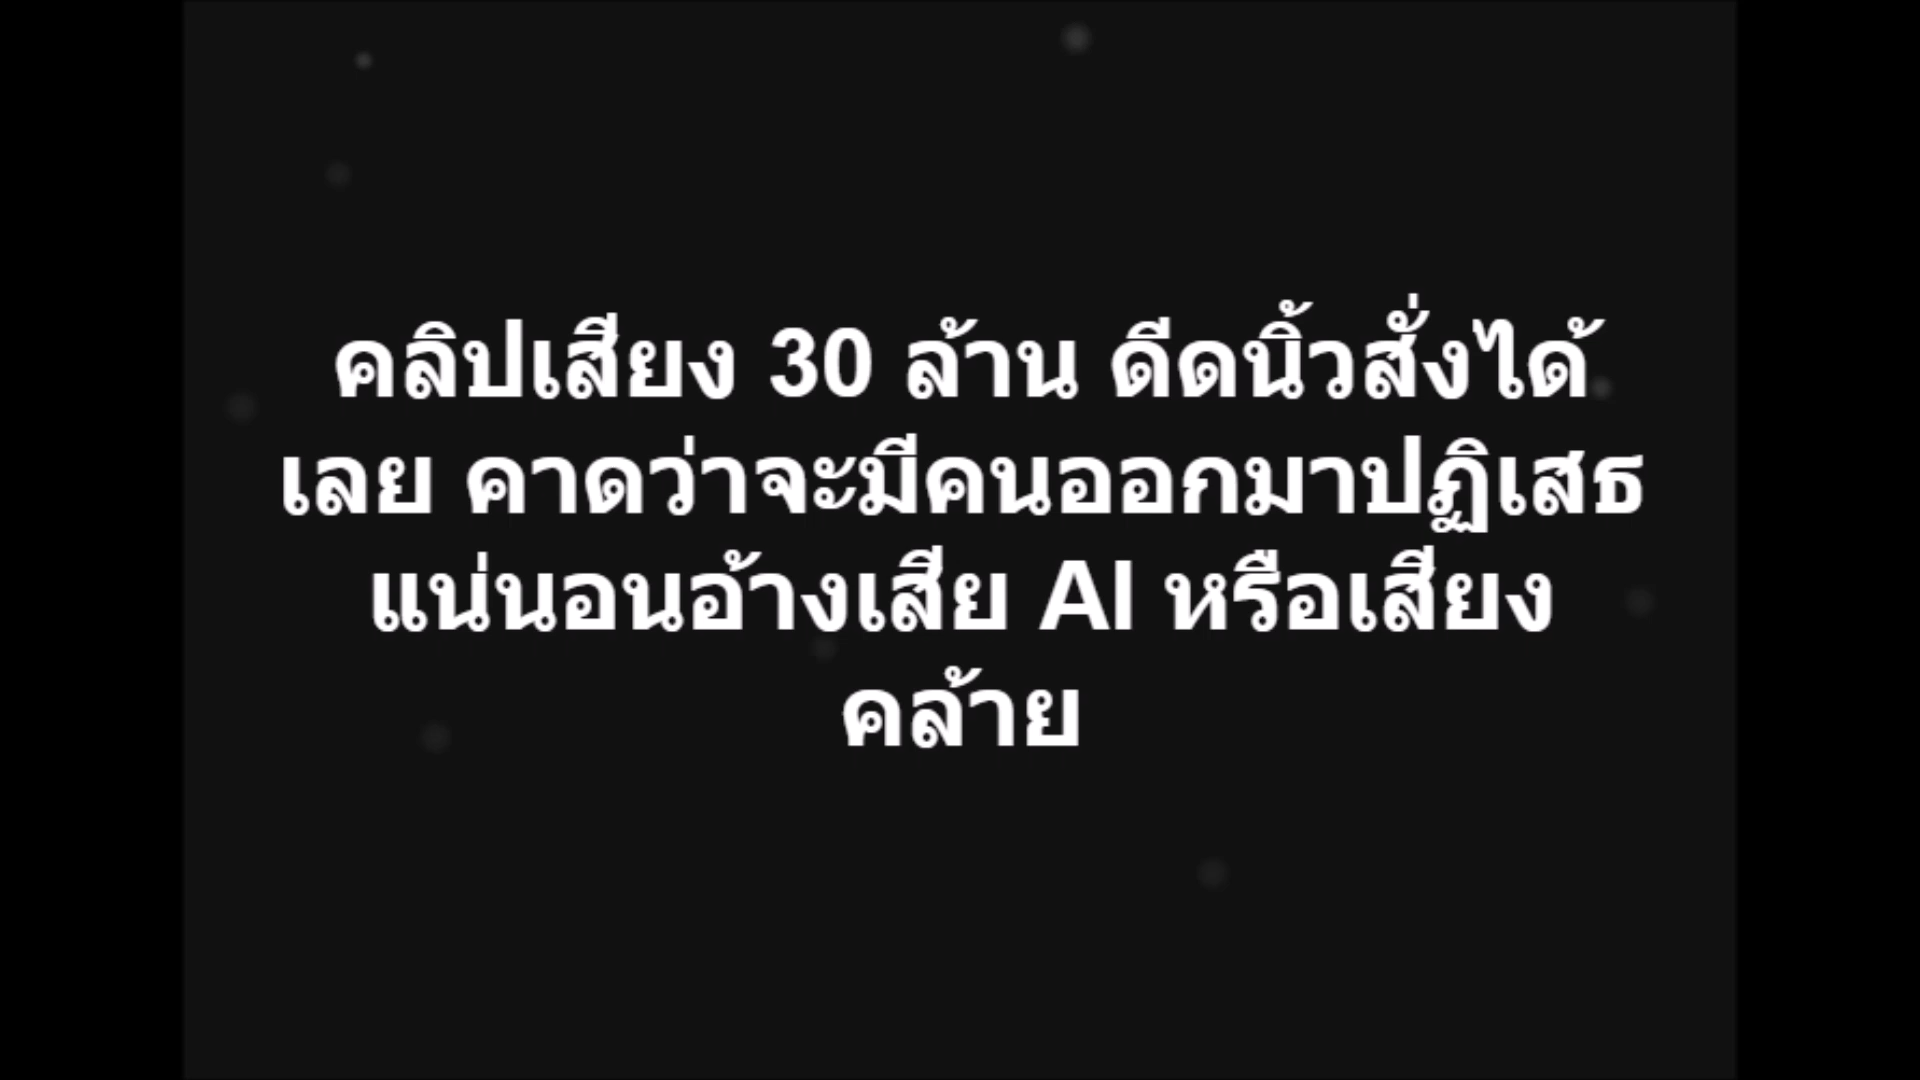 คลิปเสียง 30 ล้าน ดีดนิ้วสั่งได้
เลย คาดว่าจะมีคนออกมาปฏิเสธ
แน่นอนอ้างเสีย AI หรือเสียง
คล้าย